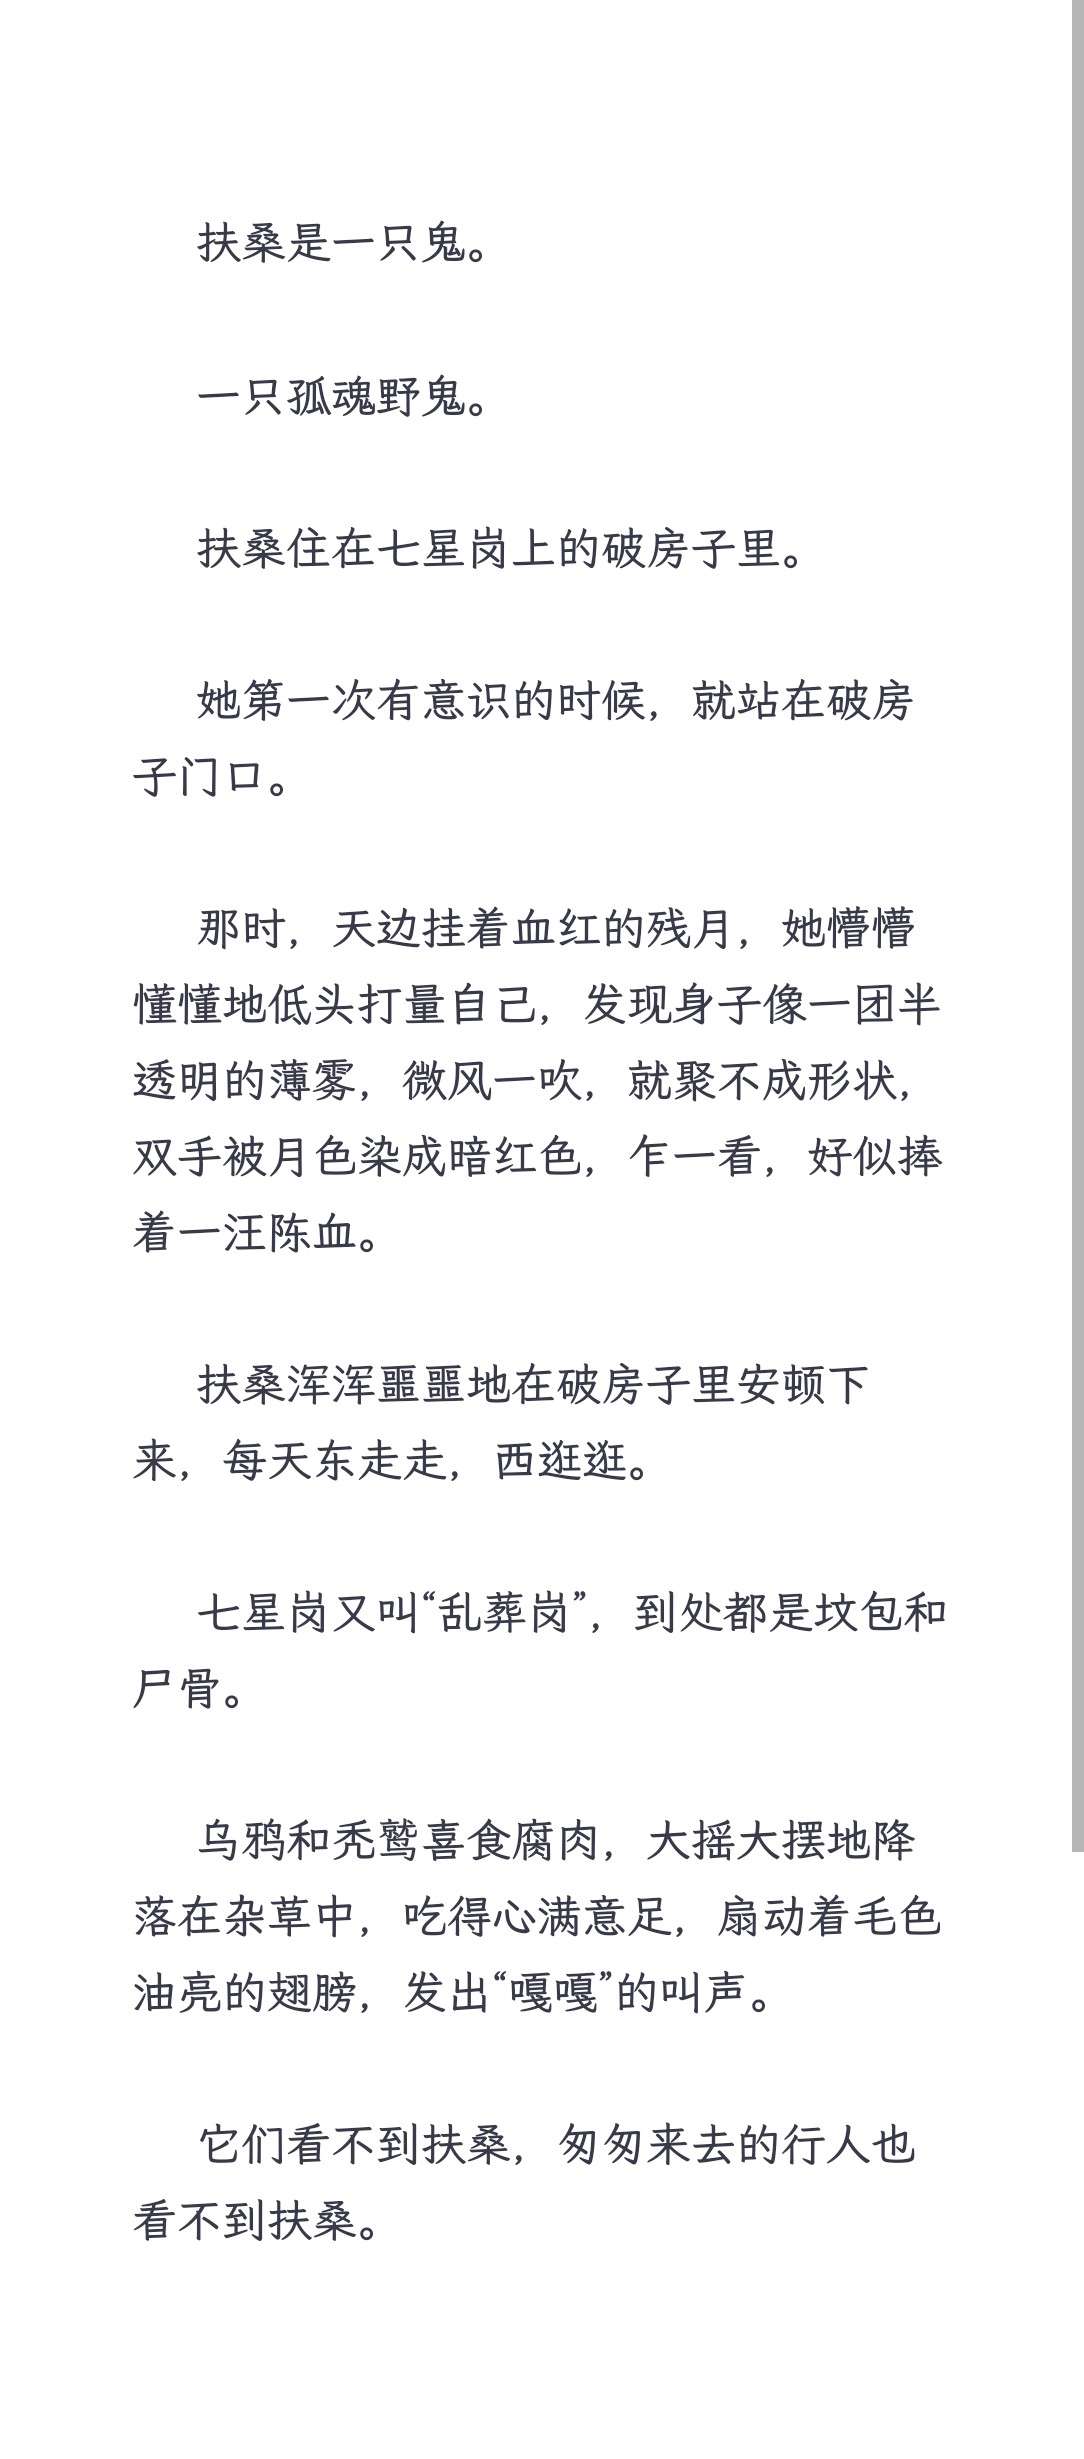 扶桑是一只鬼。
一只孤魂野鬼。
扶桑住在七星岗上的破房子里。
她第一次有意识的时候，就站在破房
子门口。
那时，天边挂着血红的残月，她懵懵
懂懂地低头打量自己，发现身子像一团半
透明的薄雾，微风一吹，就聚不成形状，
双手被月色染成暗红色，乍一看，好似捧
着一汪陈血。
扶桑浑浑噩噩地在破房子里安顿下
来，每天东走走，西逛逛。
七星岗又叫“乱葬岗”，到处都是坟包和
尸骨。
乌鸦和秃鹫喜食腐肉，大摇大摆地降
落在杂草中，吃得心满意足，扇动着毛色
油亮的翅膀，发出“嘎嘎”的叫声。
它们看不到扶桑，匆匆来去的行人也
看不到扶桑。